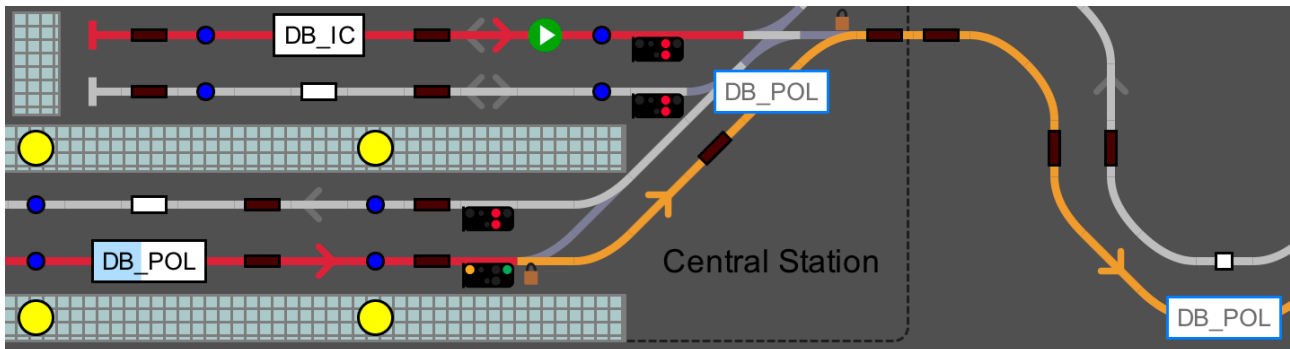 DB_IC
DB_POL
DB_POL
Central Station
DB_POL